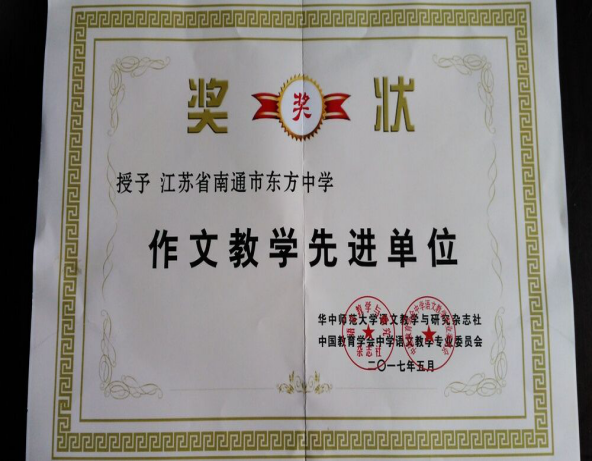 奖 奖 状
授予 江苏省南通市东方中学
作文教学先进单位
华中师范大学语文教学与研究杂志社
中国教育学会中学语文教学专业委员会
二〇一七年五月
杂志社